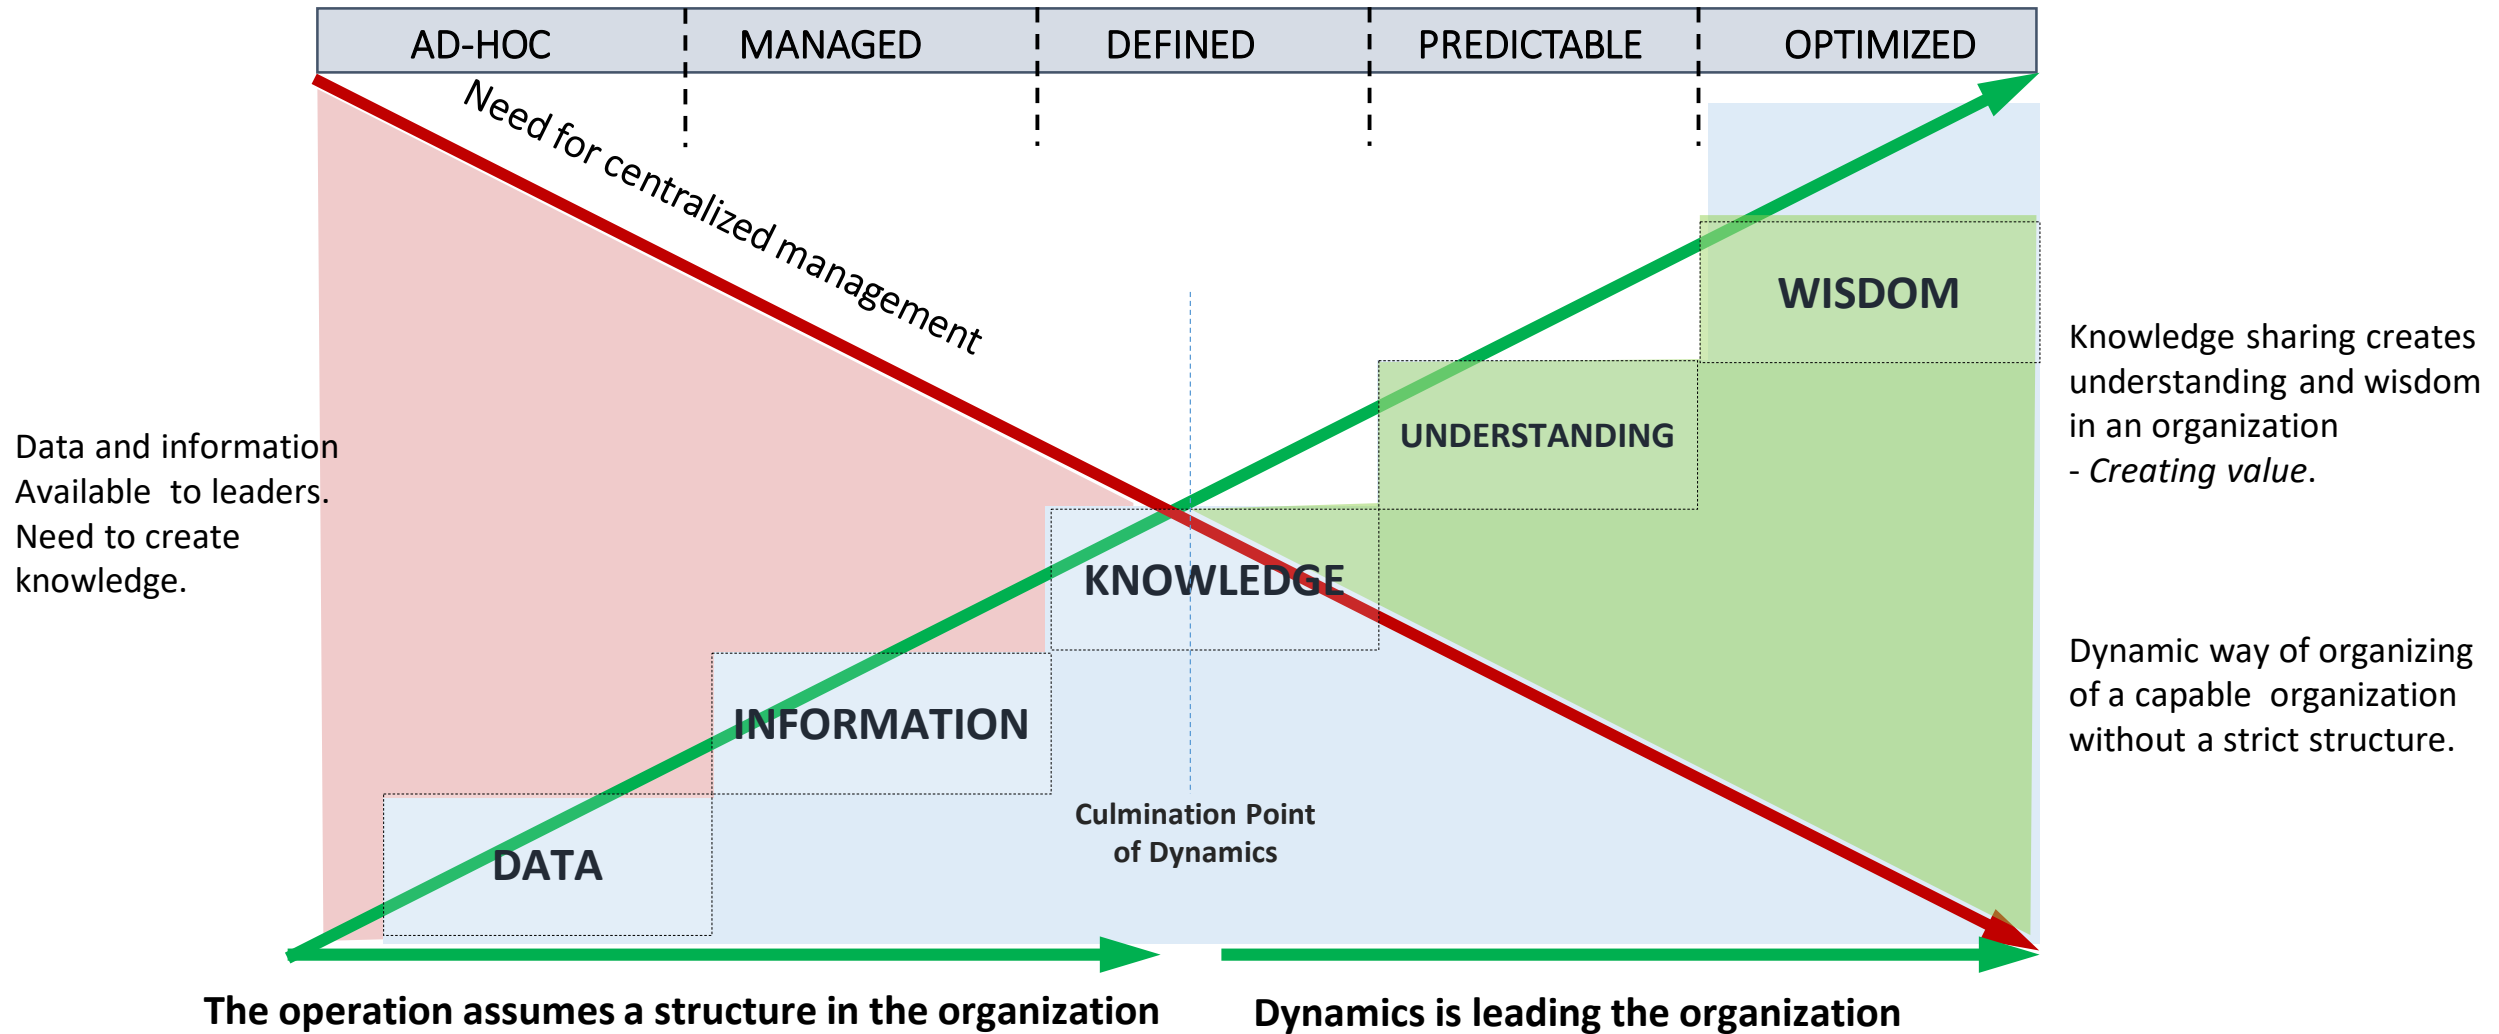 AD-HOC MANAGED DEFINED PREDICTABLE OPTIMIZED
Need for centralized management
WISDOM
Knowledge sharing creates
understanding and wisdom
in an organization
- Creating value.
UNDERSTANDING
Data and information
Available to leaders.
Need to create
knowledge.
KNOWLEDGE
Dynamic way of organizing
of a capable organization
without a strict structure.
INFORMATION
Culmination Point
of Dynamics
DATA
The operation assumes a structure in the organization
Dynamics is leading the organization